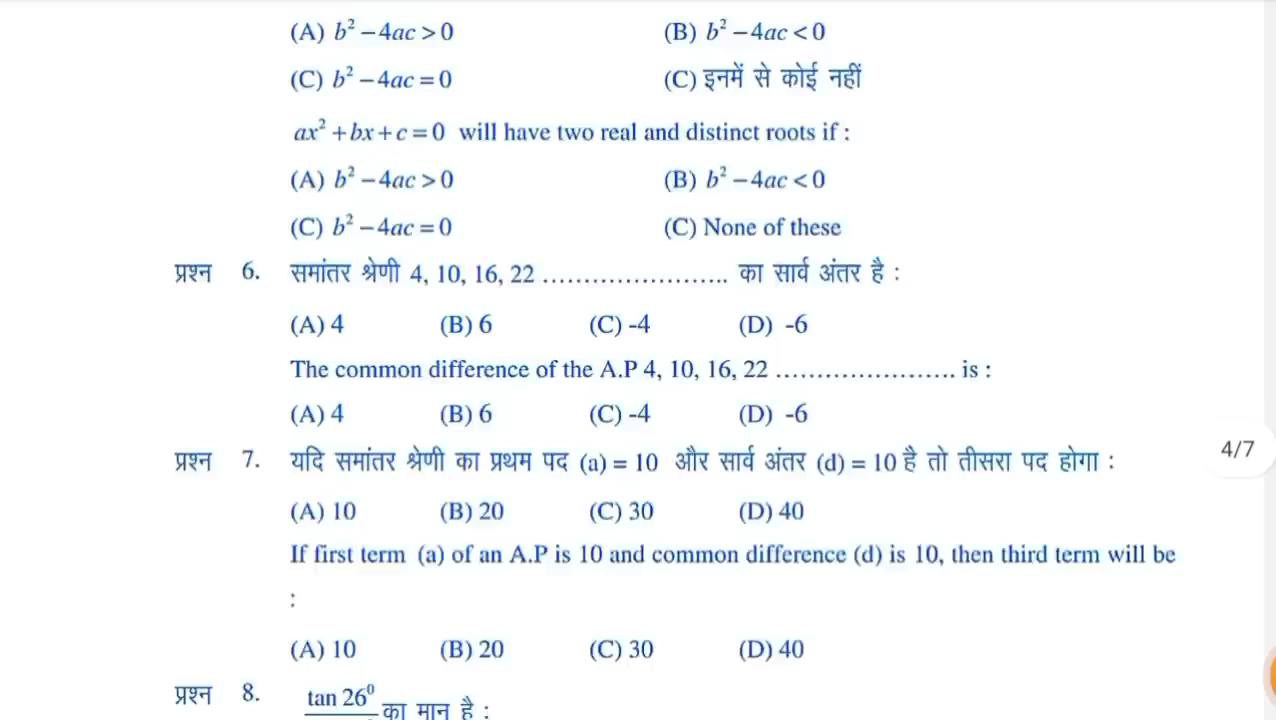 (A) b² – 4ac > 0 (B) b² – 4ac < 0
(C) b² – 4ac = 0 (C) इनमें से कोई नहीं
ax² + bx + c = 0 will have two real and distinct roots if :
(A) b² – 4ac > 0 (B) b² – 4ac < 0
(C) b² – 4ac = 0 (C) None of these
प्रश्न 6. समांतर श्रेणी 4, 10, 16, 22 ....................... का सार्व अंतर है :
(A) 4 (B) 6 (C) -4 (D) -6
The common difference of the A.P 4, 10, 16, 22 ...................... is :
(A) 4 (B) 6 (C) -4 (D) -6
प्रश्न 7. यदि समांतर श्रेणी का प्रथम पद (a) = 10 और सार्व अंतर (d) = 10 है तो तीसरा पद होगा :
4/7
(A) 10 (B) 20 (C) 30 (D) 40
If first term (a) of an A.P is 10 and common difference (d) is 10, then third term will be
:
(A) 10 (B) 20 (C) 30 (D) 40
प्रश्न 8. tan 26⁰ का मान है :